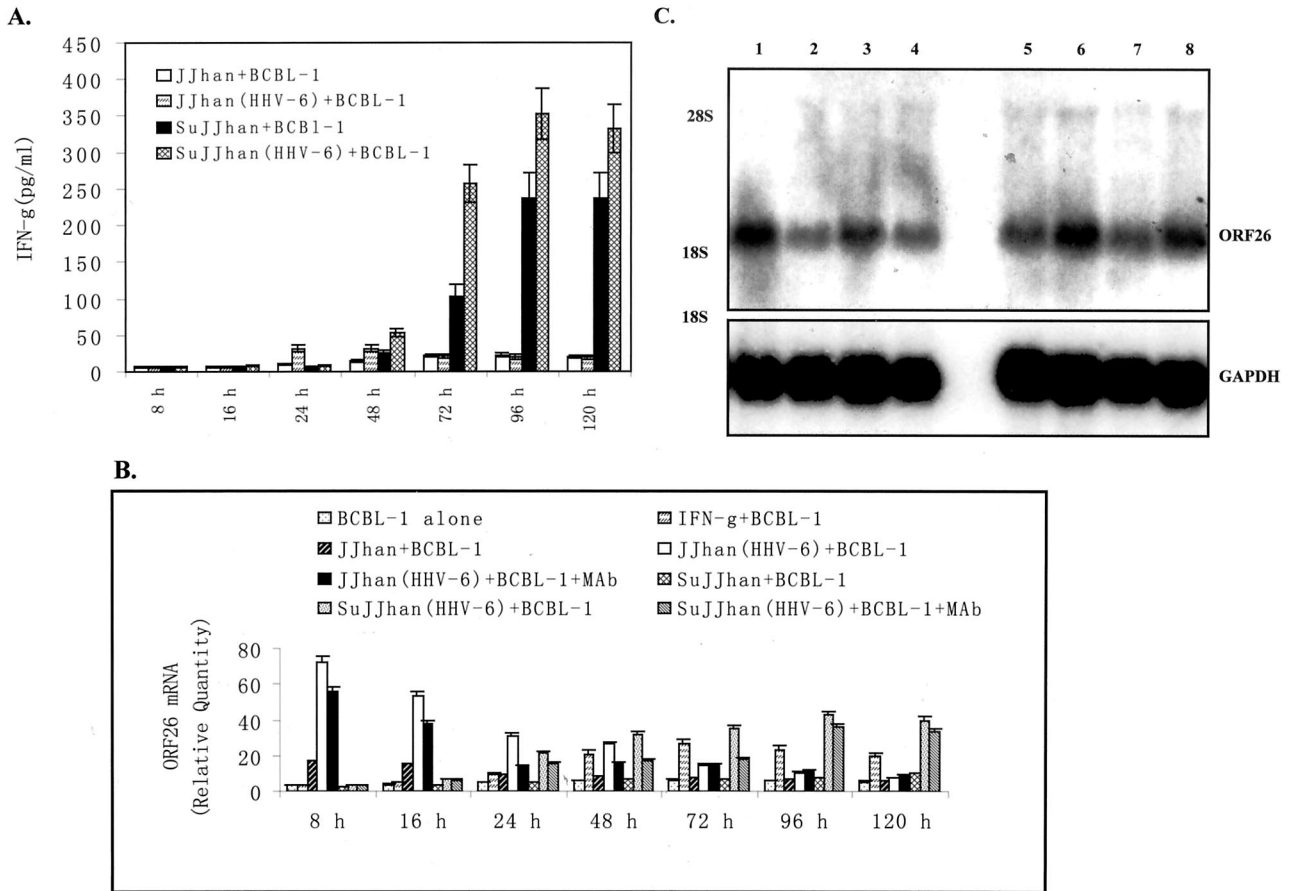 A.
IFN-g(pg/ml)
450
400
350
300
250
200
150
100
50
0
JJhan+BCBL-1
JJhan(HHV-6)+BCBL-1
SuJJhan+BCBl-1
SuJJhan(HHV-6)+BCBL-1
8 h
16 h
24 h
48 h
72 h
96 h
120 h
C.
1 2 3 4 5 6 7 8
28S
18S
ORF26
18S
GAPDH
B.
BCBL-1 alone
IFN-g+BCBL-1
JJhan+BCBL-1
JJhan(HHV-6)+BCBL-1
JJhan(HHV-6)+BCBL-1+MAb
SuJJhan+BCBL-1
SuJJhan(HHV-6)+BCBL-1
SuJJhan(HHV-6)+BCBL-1+MAb
ORF26 mRNA
(Relative Quantity)
80
60
40
20
0
8 h
16 h
24 h
48 h
72 h
96 h
120 h